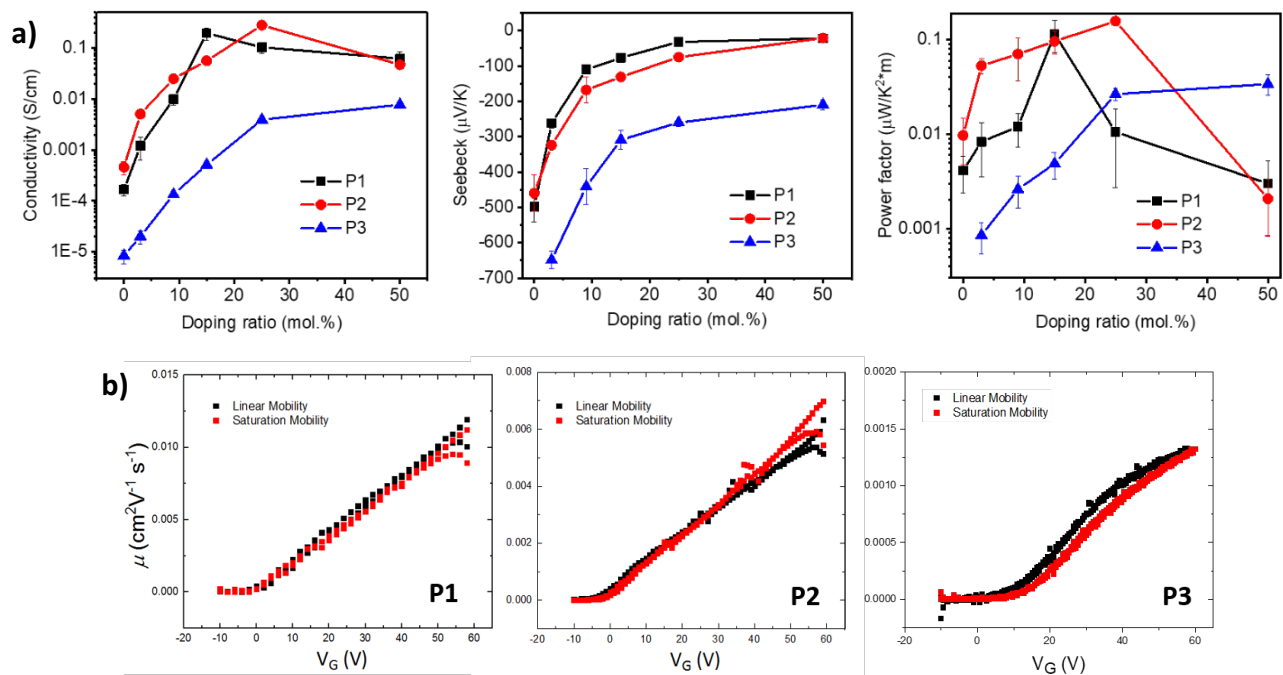 a)
Conductivity (S/cm)
0.1
0.01
0.001
1E-4
1E-5
P1
P2
P3
0 10 20 30 40 50
Doping ratio (mol.%)
Seebeck (µV/K)
0
-100
-200
-300
-400
-500
-600
-700
P1
P2
P3
0 10 20 30 40 50
Doping ratio (mol.%)
Power factor (µW/K²*m)
0.1
0.01
0.001
P1
P2
P3
0 10 20 30 40 50
Doping ratio (mol.%)
b)
µ (cm²V⁻¹ s⁻¹)
0.015
0.010
0.005
0.000
Linear Mobility
Saturation Mobility
P1
-20 -10 0 10 20 30 40 50 60
V_G (V)
0.008
0.006
0.004
0.002
0.000
Linear Mobility
Saturation Mobility
P2
-20 -10 0 10 20 30 40 50 60
V_G (V)
0.0020
0.0015
0.0010
0.0005
0.0000
Linear Mobility
Saturation Mobility
P3
-20 0 20 40 60
V_G (V)